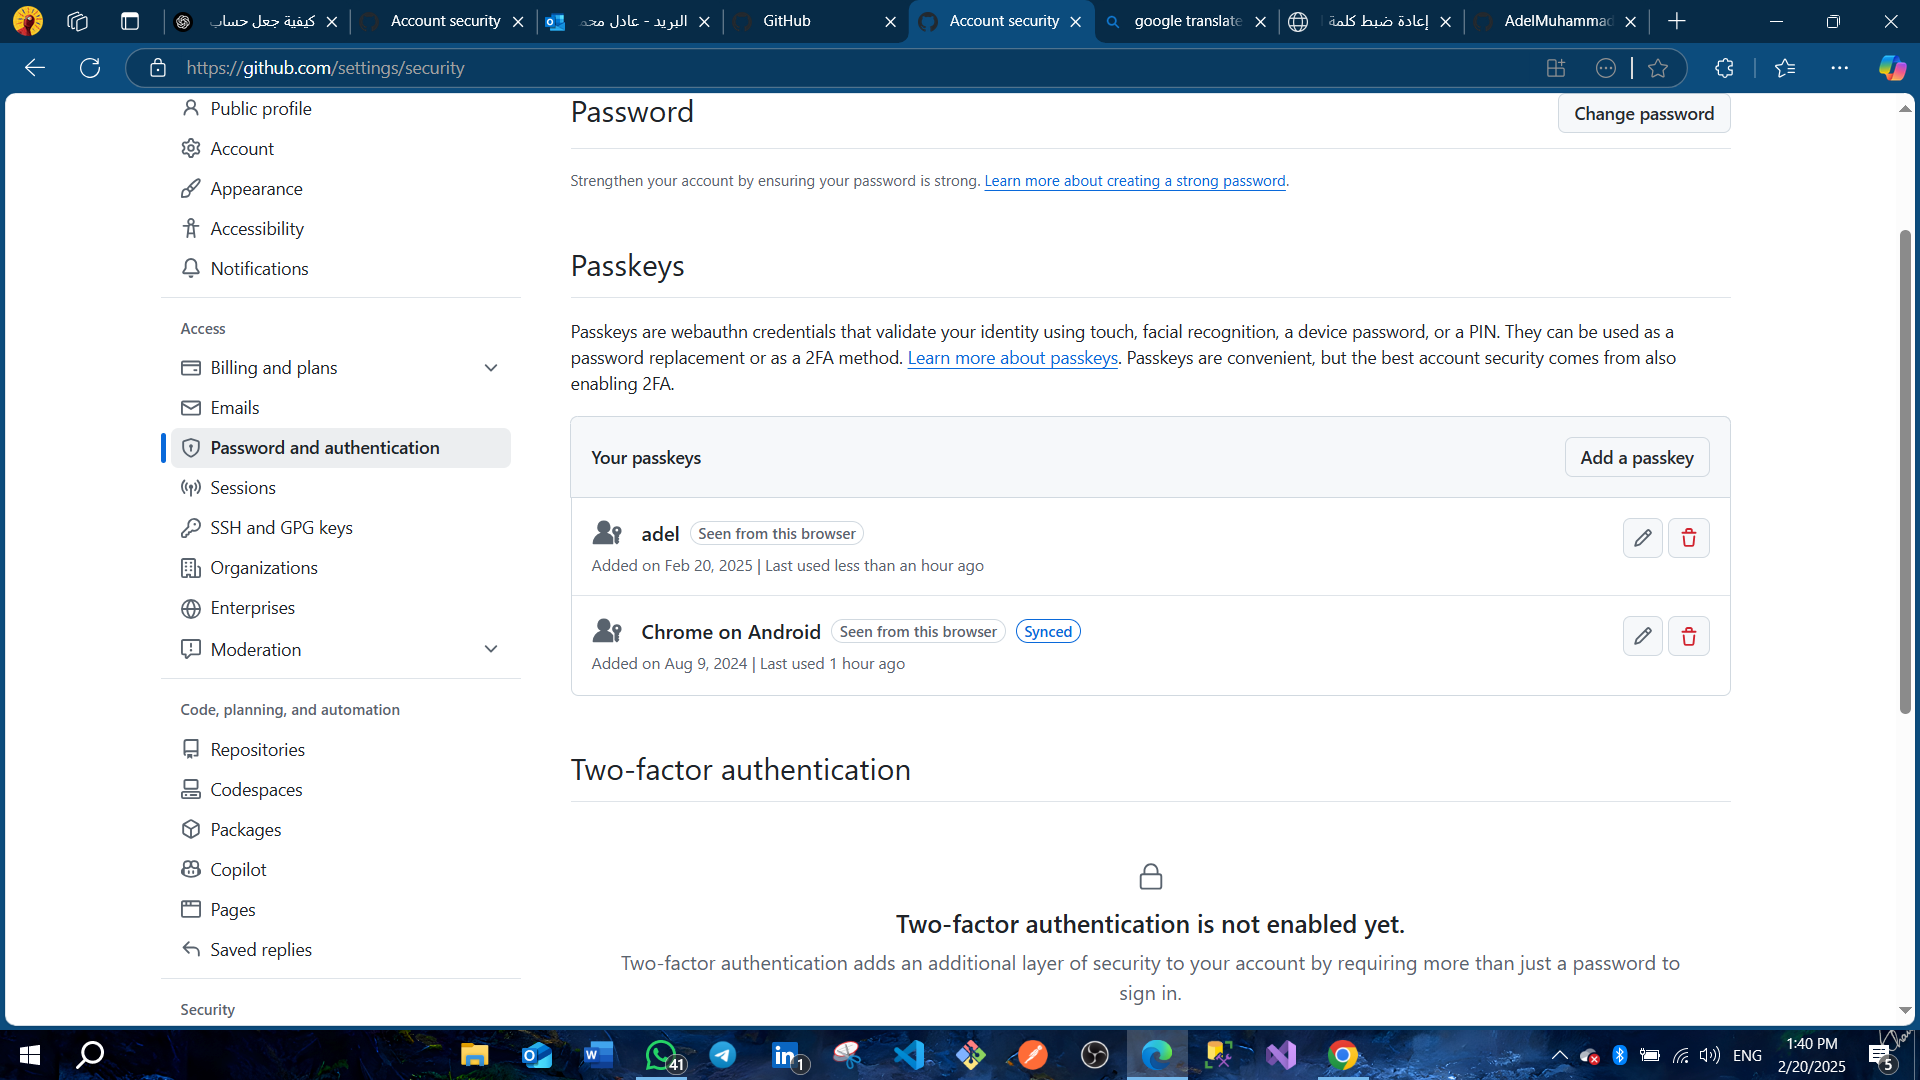 كيفية جعل حساب
Account security
البريد - عادل محمد
GitHub
Account security
google translate
إعادة ضبط كلمة
AdelMuhammad
https://github.com/settings/security
Public profile
Account
Appearance
Accessibility
Notifications
Access
Billing and plans
Emails
Password and authentication
Sessions
SSH and GPG keys
Organizations
Enterprises
Moderation
Code, planning, and automation
Repositories
Codespaces
Packages
Copilot
Pages
Saved replies
Security
Password
Change password
Strengthen your account by ensuring your password is strong. Learn more about creating a strong password.
Passkeys
Passkeys are webauthn credentials that validate your identity using touch, facial recognition, a device password, or a PIN. They can be used as a
password replacement or as a 2FA method. Learn more about passkeys. Passkeys are convenient, but the best account security comes from also
enabling 2FA.
Your passkeys
Add a passkey
adel Seen from this browser
Added on Feb 20, 2025 | Last used less than an hour ago
Chrome on Android Seen from this browser Synced
Added on Aug 9, 2024 | Last used 1 hour ago
Two-factor authentication
Two-factor authentication is not enabled yet.
Two-factor authentication adds an additional layer of security to your account by requiring more than just a password to
sign in.
41
1
ENG
1:40 PM
2/20/2025
5